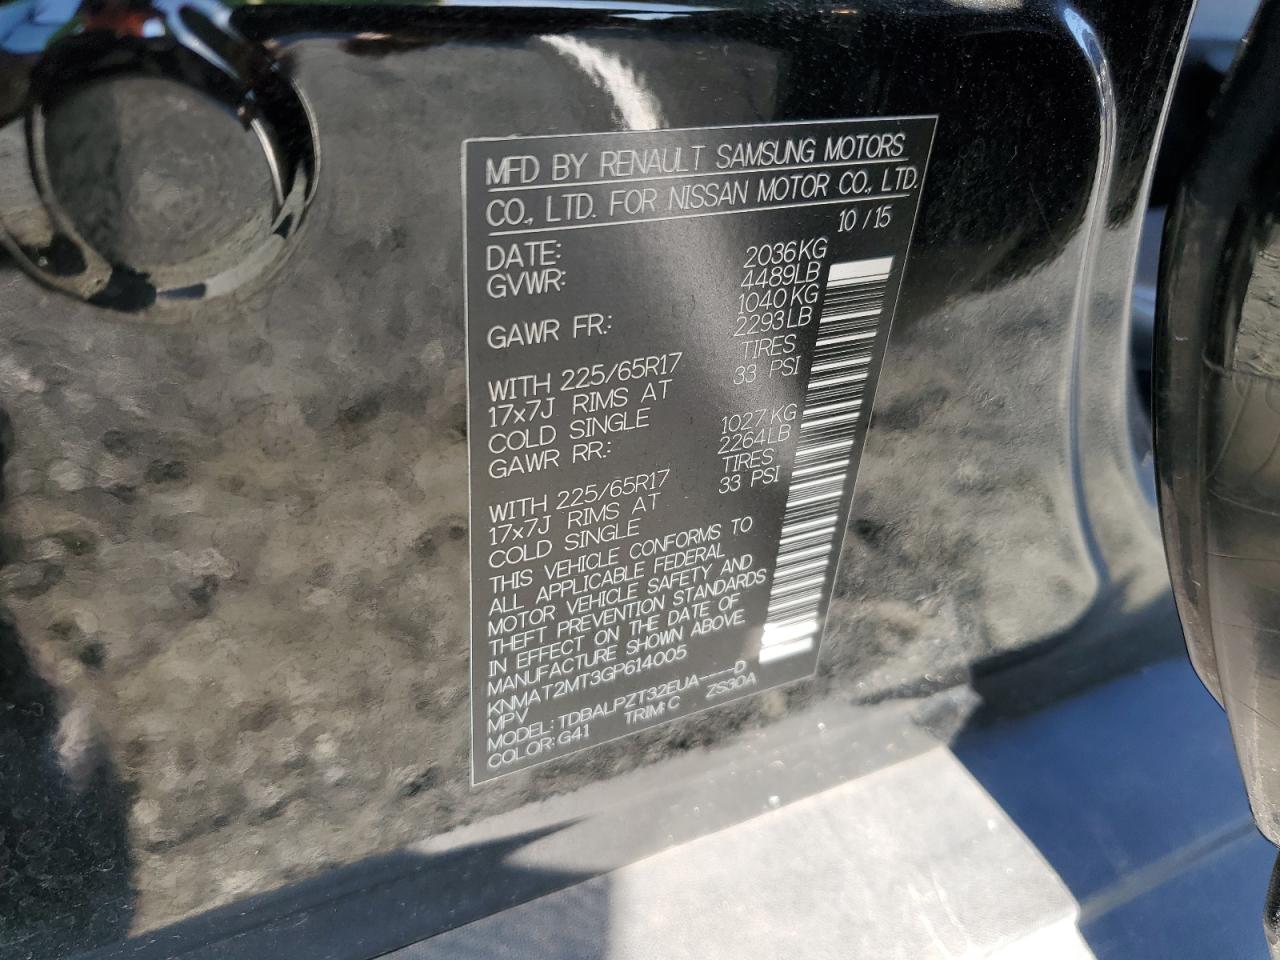 MFD BY RENAULT SAMSUNG MOTORS
CO., LTD. FOR NISSAN MOTOR CO., LTD.
DATE: 10 / 15
GVWR: 2036KG
4489LB
GAWR FR: 1040KG
2293LB
WITH 225/65R17 TIRES
17x7J RIMS AT 33 PSI
COLD SINGLE
GAWR RR: 1027KG
2264LB
WITH 225/65R17 TIRES
17x7J RIMS AT 33 PSI
COLD SINGLE
THIS VEHICLE CONFORMS TO
ALL APPLICABLE FEDERAL
MOTOR VEHICLE SAFETY AND
THEFT PREVENTION STANDARDS
IN EFFECT ON THE DATE OF
MANUFACTURE SHOWN ABOVE.
KNMAT2MT3GP614005
MPV
MODEL: TDBALPZT32EUA----D
COLOR: G41 TRIM: C ZS30A